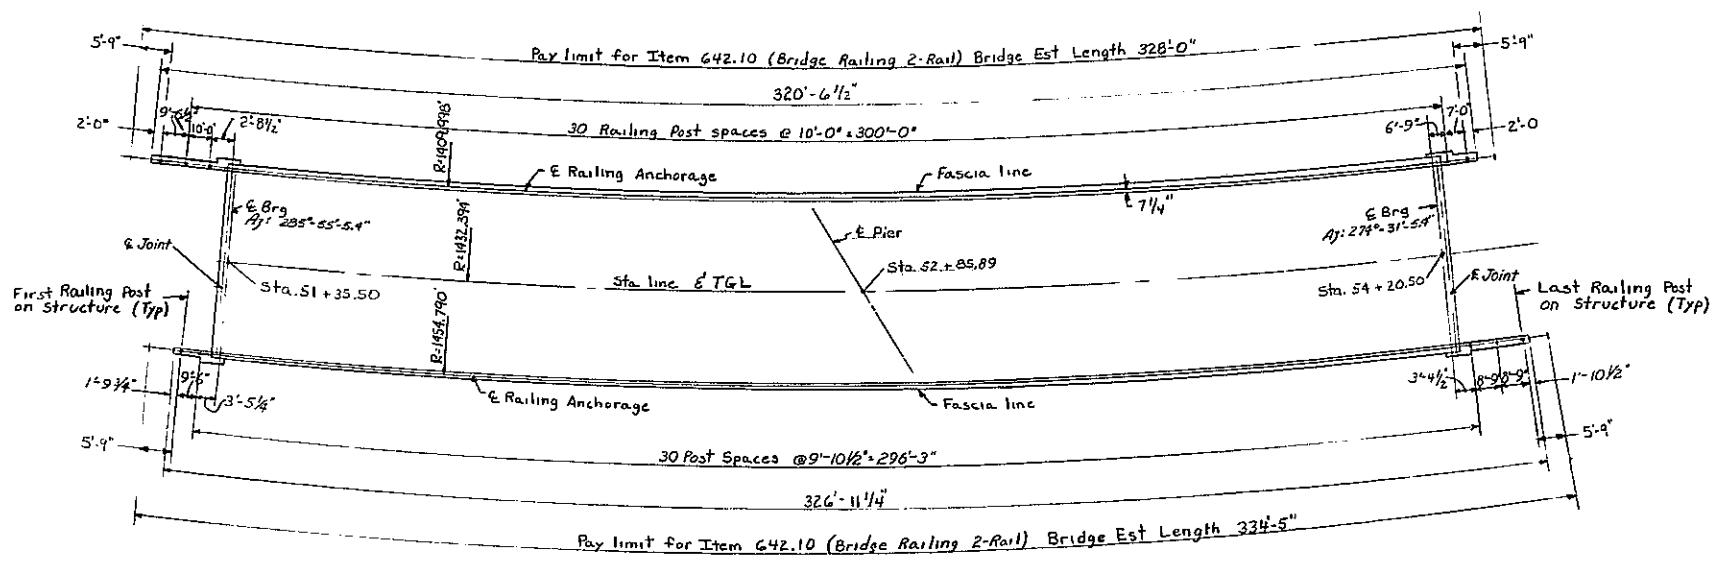 5'-9"
Pay limit for Item 642.10 (Bridge Railing 2-Rail) Bridge Est Length 328'-0"
5'-9"
320'-6 1/2"
2'-0"
10'-0"
2'-8 1/2"
30 Railing Post spaces @ 10'-0" = 300'-0"
R=1409.998'
6'-9"
7'-0"
2'-0
℄ Railing Anchorage
Fascia line
7 1/4"
℄ Brg
Az: 285°-55'-5.4"
℄ Brg
Az: 274°-31'-5.4"
R=1432.394'
℄ Pier
℄ Joint
Sta. 52 + 85.89
℄ Joint
Sta line & TGL
Sta. 51 + 35.50
Sta. 54 + 20.50
First Railing Post
on Structure (Typ)
Last Railing Post
on Structure (Typ)
R=1454.790'
1'-9 3/4"
9'-6"
3'-5 1/4"
℄ Railing Anchorage
Fascia line
3'-4 1/2"
8'-9"
8'-9"
1'-10 1/2"
5'-9"
30 Post Spaces @ 9'-10 1/2" = 296'-3"
5'-9"
326'-11 1/4"
Pay limit for Item 642.10 (Bridge Railing 2-Rail) Bridge Est Length 334'-5"